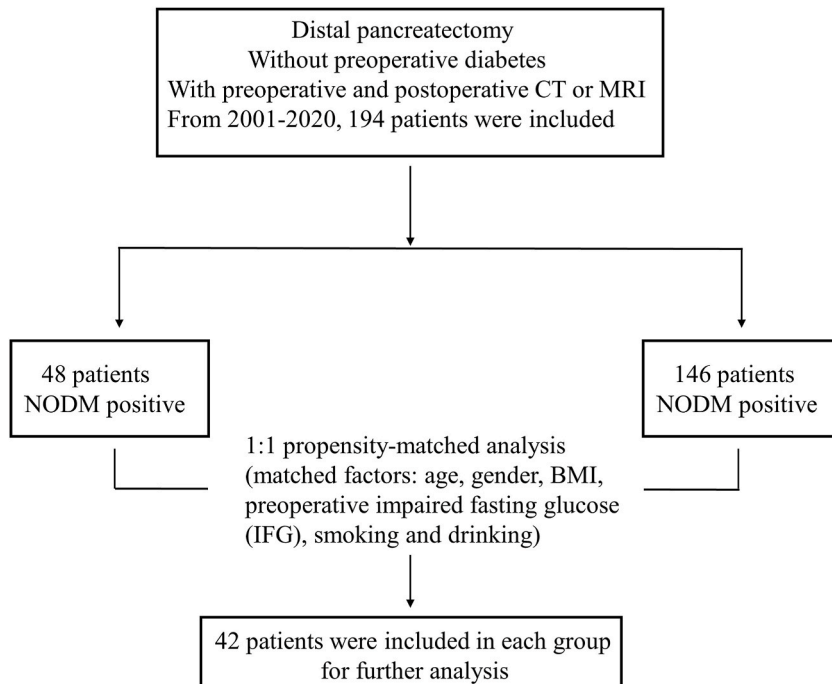 Distal pancreatectomy
Without preoperative diabetes
With preoperative and postoperative CT or MRI
From 2001-2020, 194 patients were included
48 patients
NODM positive
146 patients
NODM positive
1:1 propensity-matched analysis
(matched factors: age, gender, BMI,
preoperative impaired fasting glucose
(IFG), smoking and drinking)
42 patients were included in each group
for further analysis